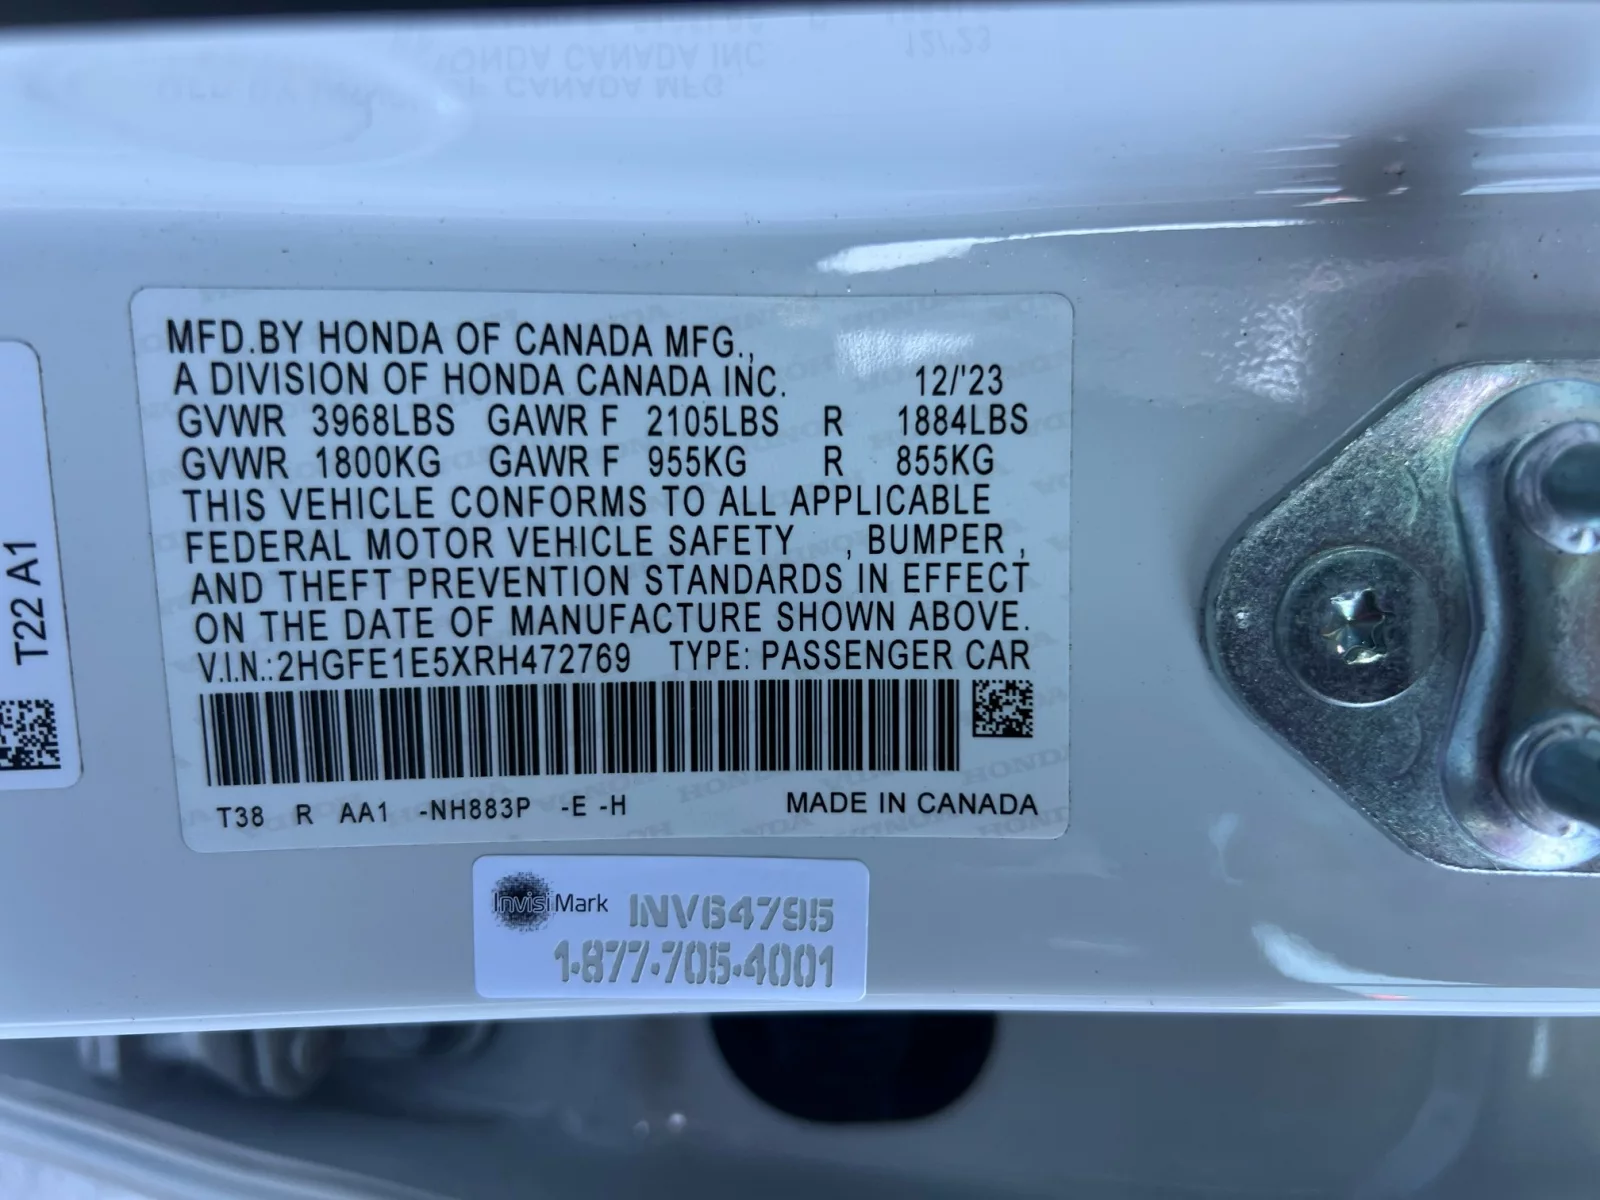 MFD.BY HONDA OF CANADA MFG.,
A DIVISION OF HONDA CANADA INC. 12/'23
GVWR 3968LBS GAWR F 2105LBS R 1884LBS
GVWR 1800KG GAWR F 955KG R 855KG
THIS VEHICLE CONFORMS TO ALL APPLICABLE
FEDERAL MOTOR VEHICLE SAFETY , BUMPER ,
AND THEFT PREVENTION STANDARDS IN EFFECT
ON THE DATE OF MANUFACTURE SHOWN ABOVE.
V.I.N.:2HGFE1E5XRH472769 TYPE: PASSENGER CAR
T38 R AA1 -NH883P -E -H MADE IN CANADA
InvisiMark INV64795
1-877-705-4001
T22 A1